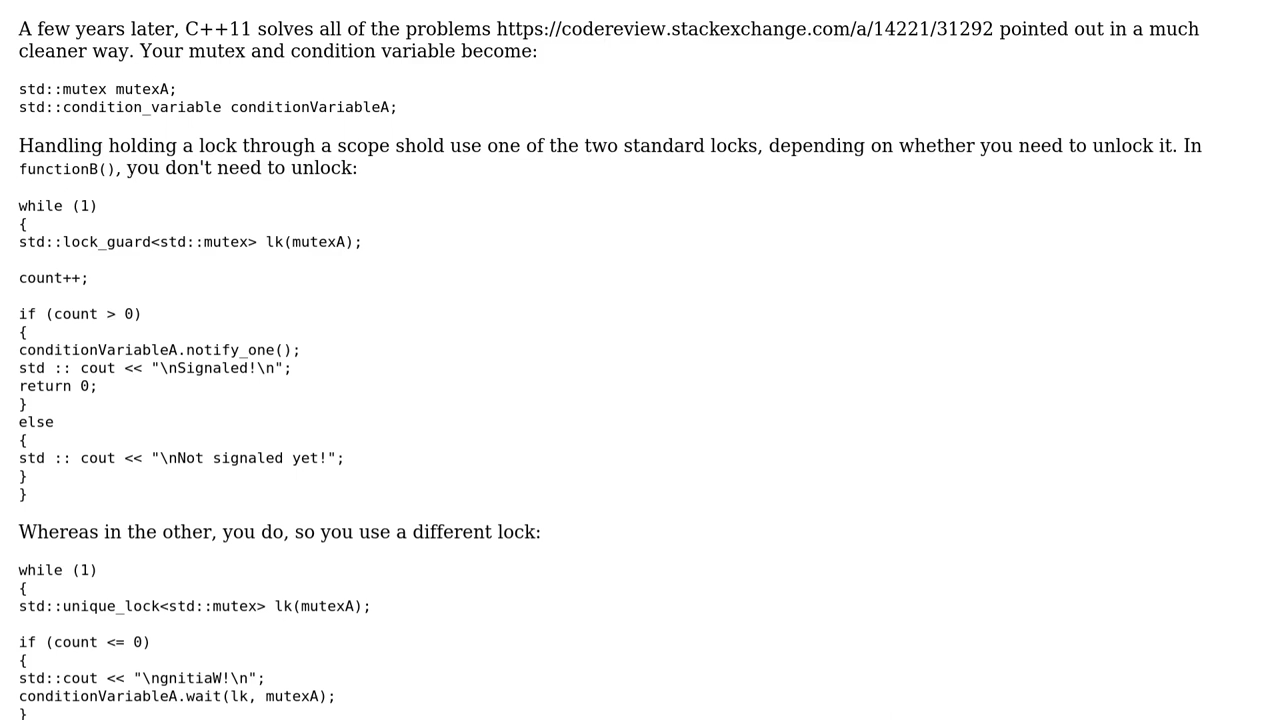 A few years later, C++11 solves all of the problems https://codereview.stackexchange.com/a/14221/31292 pointed out in a much
cleaner way. Your mutex and condition variable become:
std::mutex mutexA;
std::condition_variable conditionVariableA;
Handling holding a lock through a scope shold use one of the two standard locks, depending on whether you need to unlock it. In
functionB(), you don't need to unlock:
while (1)
{
std::lock_guard<std::mutex> lk(mutexA);
count++;
if (count > 0)
{
conditionVariableA.notify_one();
std :: cout << "\nSignaled!\n";
return 0;
}
else
{
std :: cout << "\nNot signaled yet!";
}
}
Whereas in the other, you do, so you use a different lock:
while (1)
{
std::unique_lock<std::mutex> lk(mutexA);
if (count <= 0)
{
std::cout << "\ngnitiaW!\n";
conditionVariableA.wait(lk, mutexA);
}